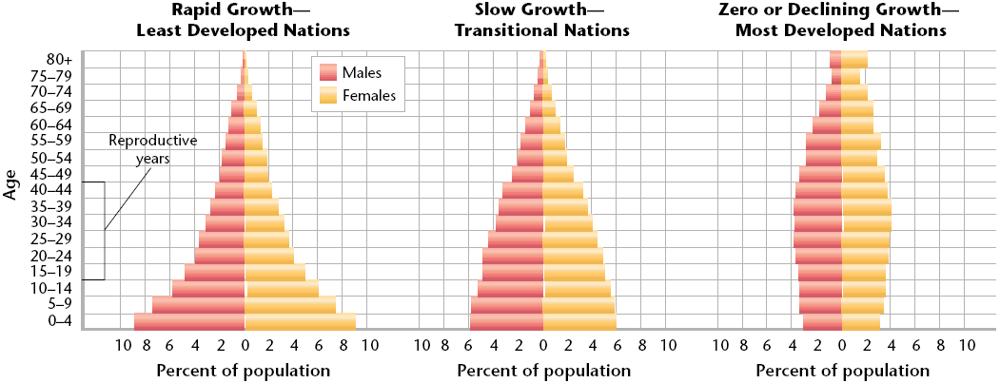 Rapid Growth—
Least Developed Nations
Slow Growth—
Transitional Nations
Zero or Declining Growth—
Most Developed Nations
Males
Females
Age
80+
75–79
70–74
65–69
60–64
55–59
50–54
45–49
40–44
35–39
30–34
25–29
20–24
15–19
10–14
5–9
0–4
Reproductive
years
10 8 6 4 2 0 2 4 6 8 10
Percent of population
10 8 6 4 2 0 2 4 6 8 10
Percent of population
10 8 6 4 2 0 2 4 6 8 10
Percent of population